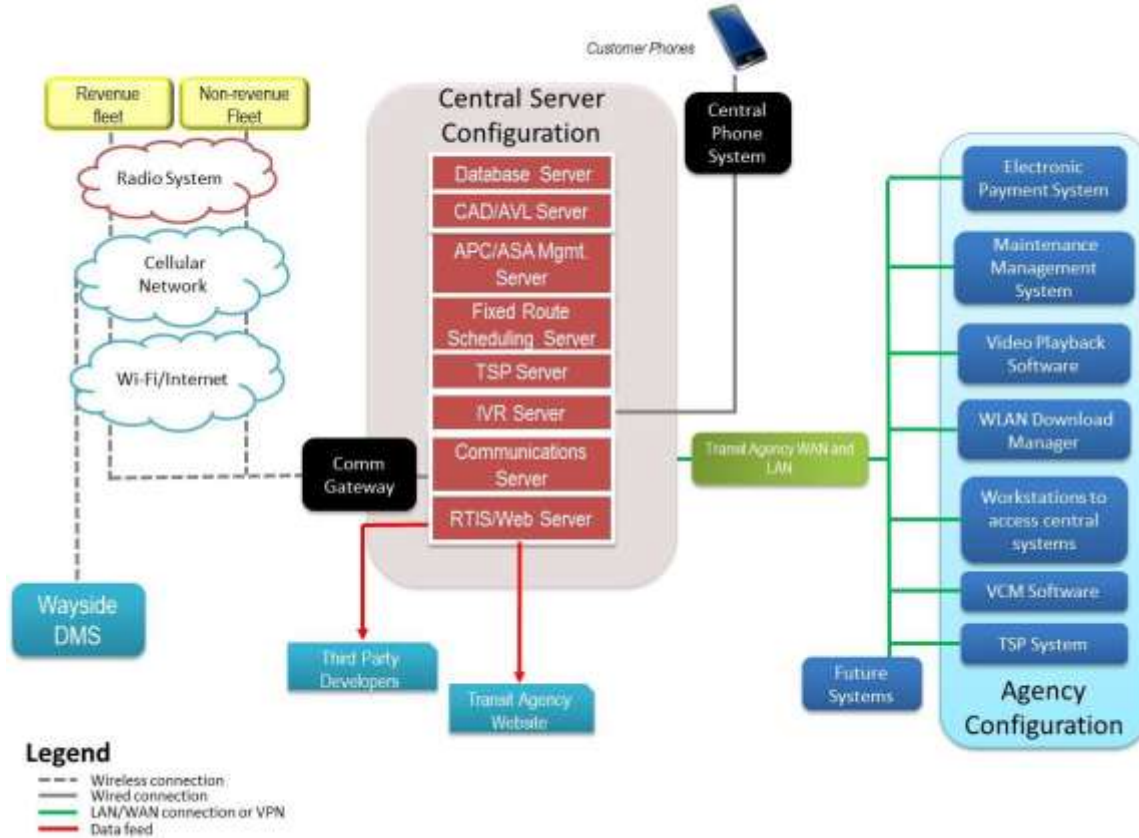 Customer Phones
Revenue
fleet
Non-revenue
Fleet
Radio System
Cellular
Network
Wi-Fi/Internet
Comm
Gateway
Wayside
DMS
Central Server
Configuration
Database Server
CAD/AVL Server
APC/ASA Mgmt.
Server
Fixed Route
Scheduling Server
TSP Server
IVR Server
Communications
Server
RTIS/Web Server
Third Party
Developers
Transit Agency
Website
Central
Phone
System
Transit Agency WAN and
LAN
Electronic
Payment System
Maintenance
Management
System
Video Playback
Software
WLAN Download
Manager
Workstations to
access central
systems
VCM Software
TSP System
Future
Systems
Agency
Configuration
Legend
Wireless connection
Wired connection
LAN/WAN connection or VPN
Data feed